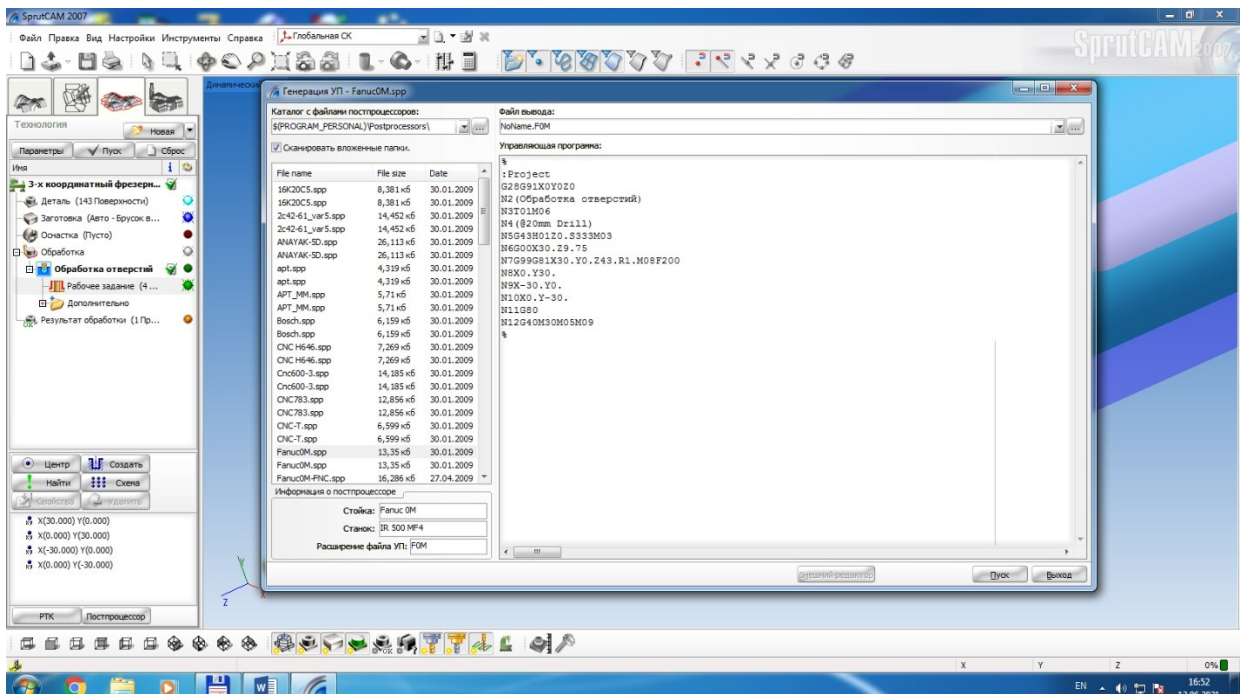 SprutCAM 2007
Файл Правка Вид Настройки Инструменты Справка
Глобальная СК
SprutCAM 2007
Технология
Новая
Параметры Пуск Сброс
Имя
3-х координатный фрезерн...
Деталь (143 Поверхности)
Заготовка (Авто - Брусок в...
Оснастка (Пусто)
Обработка
Обработка отверстий
Рабочее задание (4 ...
Дополнительно
Результат обработки (1 Пр...
Центр Создать
Найти Схема
Свойства Удалить
X(30.000) Y(0.000)
X(0.000) Y(30.000)
X(-30.000) Y(0.000)
X(0.000) Y(-30.000)
РТК Постпроцессор
Генерация УП - Fanuc0M.spp
Каталог с файлами постпроцессоров:
$(PROGRAM_PERSONAL)\Postprocessors\
Сканировать вложенные папки.
File name File size Date
16K20C5.spp 8,381 кб 30.01.2009
16K20C5.spp 8,381 кб 30.01.2009
2c42-61_var5.spp 14,452 кб 30.01.2009
2c42-61_var5.spp 14,452 кб 30.01.2009
ANAYAK-5D.spp 26,113 кб 30.01.2009
ANAYAK-5D.spp 26,113 кб 30.01.2009
apt.spp 4,319 кб 30.01.2009
apt.spp 4,319 кб 30.01.2009
APT_MM.spp 5,71 кб 30.01.2009
APT_MM.spp 5,71 кб 30.01.2009
Bosch.spp 6,159 кб 30.01.2009
Bosch.spp 6,159 кб 30.01.2009
CNC H646.spp 7,269 кб 30.01.2009
CNC H646.spp 7,269 кб 30.01.2009
Cnc600-3.spp 14,185 кб 30.01.2009
Cnc600-3.spp 14,185 кб 30.01.2009
CNC783.spp 12,856 кб 30.01.2009
CNC783.spp 12,856 кб 30.01.2009
CNC-T.spp 6,599 кб 30.01.2009
CNC-T.spp 6,599 кб 30.01.2009
Fanuc0M.spp 13,35 кб 30.01.2009
Fanuc0M.spp 13,35 кб 30.01.2009
Fanuc0M-FNC.spp 16,286 кб 27.04.2009
Информация о постпроцессоре
Стойка: Fanuc 0M
Станок: IR 500 MF4
Расширение файла УП: F0M
Файл вывода:
NoName.F0M
Управляющая программа:
%
:Project
G28G91X0Y0Z0
N2(Обработка отверстий)
N3T01M06
N4(@20mm Drill)
N5G43H01Z0.S333M03
N6G00X30.Z9.75
N7G99G81X30.Y0.Z43.R1.M08F200
N8X0.Y30.
N9X-30.Y0.
N10X0.Y-30.
N11G80
N12G40M30M05M09
%
Внешний редактор Пуск Выход
Y
Z
X Y Z 0%
EN 16:52